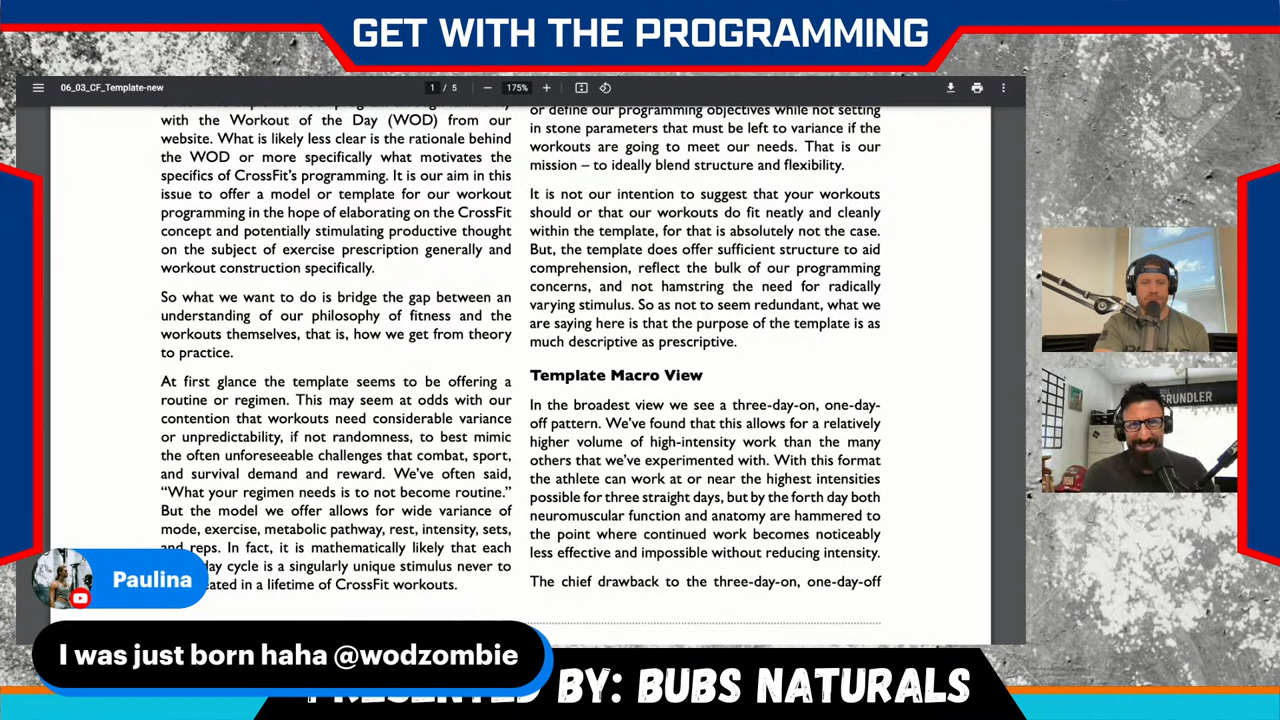 GET WITH THE PROGRAMMING
06_03_CF_Template-new
1 / 5
175%
with the Workout of the Day (WOD) from our
website. What is likely less clear is the rationale behind
the WOD or more specifically what motivates the
specifics of CrossFit's programming. It is our aim in this
issue to offer a model or template for our workout
programming in the hope of elaborating on the CrossFit
concept and potentially stimulating productive thought
on the subject of exercise prescription generally and
workout construction specifically.
So what we want to do is bridge the gap between an
understanding of our philosophy of fitness and the
workouts themselves, that is, how we get from theory
to practice.
At first glance the template seems to be offering a
routine or regimen. This may seem at odds with our
contention that workouts need considerable variance
or unpredictability, if not randomness, to best mimic
the often unforeseeable challenges that combat, sport,
and survival demand and reward. We've often said,
“What your regimen needs is to not become routine.”
But the model we offer allows for wide variance of
mode, exercise, metabolic pathway, rest, intensity, sets,
and reps. In fact, it is mathematically likely that each
day cycle is a singularly unique stimulus never to
in a lifetime of CrossFit workouts.
or define our programming objectives while not setting
in stone parameters that must be left to variance if the
workouts are going to meet our needs. That is our
mission – to ideally blend structure and flexibility.
It is not our intention to suggest that your workouts
should or that our workouts do fit neatly and cleanly
within the template, for that is absolutely not the case.
But, the template does offer sufficient structure to aid
comprehension, reflect the bulk of our programming
concerns, and not hamstring the need for radically
varying stimulus. So as not to seem redundant, what we
are saying here is that the purpose of the template is as
much descriptive as prescriptive.
Template Macro View
In the broadest view we see a three-day-on, one-day-
off pattern. We've found that this allows for a relatively
higher volume of high-intensity work than the many
others that we've experimented with. With this format
the athlete can work at or near the highest intensities
possible for three straight days, but by the forth day both
neuromuscular function and anatomy are hammered to
the point where continued work becomes noticeably
less effective and impossible without reducing intensity.
The chief drawback to the three-day-on, one-day-off
GRUNDLER
Paulina
I was just born haha @wodzombie
PRESENTED BY: BUBS NATURALS